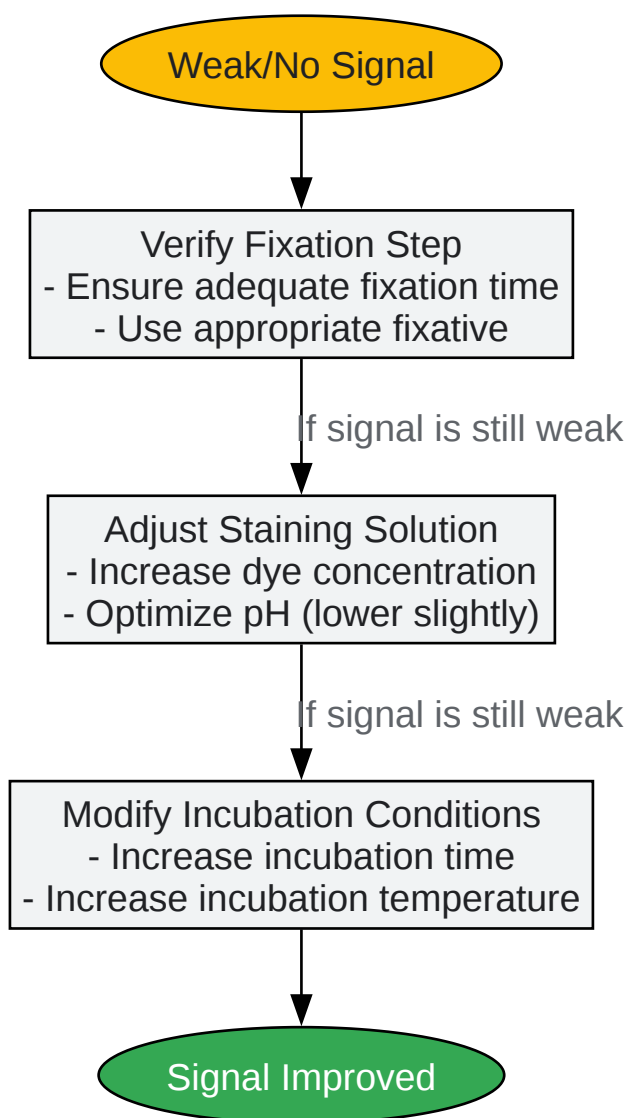 Weak/No Signal
Verify Fixation Step
- Ensure adequate fixation time
- Use appropriate fixative
If signal is still weak
Adjust Staining Solution
- Increase dye concentration
- Optimize pH (lower slightly)
If signal is still weak
Modify Incubation Conditions
- Increase incubation time
- Increase incubation temperature
Signal Improved